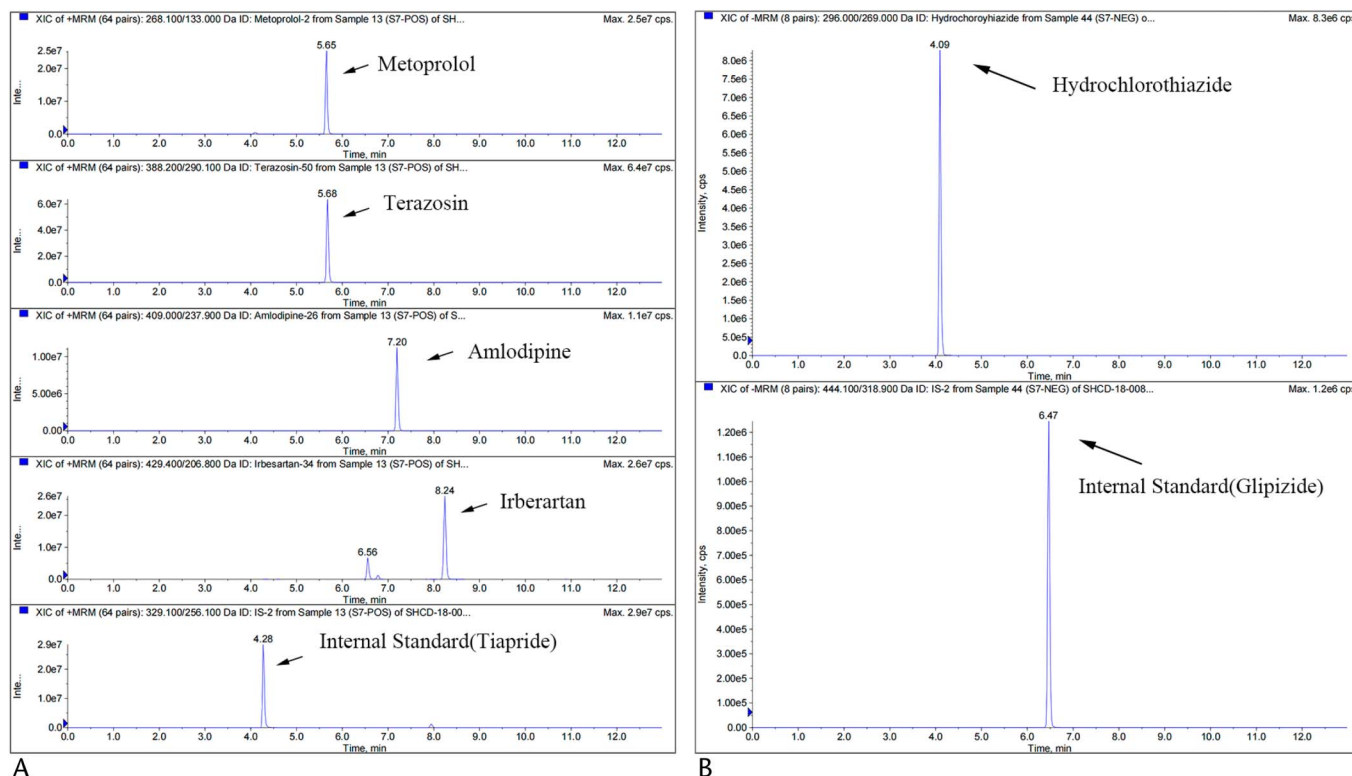 XIC of +MRM (64 pairs): 268.100/133.000 Da ID: Metoprolol-2 from Sample 13 (S7-POS) of SH... Max. 2.5e7 cps.
5.65
Metoprolol
2.5e7
2.0e7
1.0e7
0.0
Inte...
0.0 1.0 2.0 3.0 4.0 5.0 6.0 7.0 8.0 9.0 10.0 11.0 12.0
Time, min
XIC of +MRM (64 pairs): 388.200/290.100 Da ID: Terazosin-50 from Sample 13 (S7-POS) of SH... Max. 6.4e7 cps.
5.68
Terazosin
6.0e7
4.0e7
2.0e7
0.0
Inte...
0.0 1.0 2.0 3.0 4.0 5.0 6.0 7.0 8.0 9.0 10.0 11.0 12.0
Time, min
XIC of +MRM (64 pairs): 409.000/237.900 Da ID: Amlodipine-26 from Sample 13 (S7-POS) of S... Max. 1.1e7 cps.
7.20
Amlodipine
1.00e7
5.00e6
0.00
Inte...
0.0 1.0 2.0 3.0 4.0 5.0 6.0 7.0 8.0 9.0 10.0 11.0 12.0
Time, min
XIC of +MRM (64 pairs): 429.400/206.800 Da ID: Irbesartan-34 from Sample 13 (S7-POS) of SH... Max. 2.6e7 cps.
8.24
Irberartan
6.56
2.6e7
2.0e7
1.0e7
0.0
Inte...
0.0 1.0 2.0 3.0 4.0 5.0 6.0 7.0 8.0 9.0 10.0 11.0 12.0
Time, min
XIC of +MRM (64 pairs): 329.100/256.100 Da ID: IS-2 from Sample 13 (S7-POS) of SHCD-18-00... Max. 2.9e7 cps.
4.28
Internal Standard(Tiapride)
2.9e7
2.0e7
1.0e7
0.0
Inte...
0.0 1.0 2.0 3.0 4.0 5.0 6.0 7.0 8.0 9.0 10.0 11.0 12.0
Time, min
A
XIC of -MRM (8 pairs): 296.000/269.000 Da ID: Hydrochoroyhiazide from Sample 44 (S7-NEG) o... Max. 8.3e6 cps
4.09
Hydrochlorothiazide
8.0e6
7.5e6
7.0e6
6.5e6
6.0e6
5.5e6
5.0e6
4.5e6
4.0e6
3.5e6
3.0e6
2.5e6
2.0e6
1.5e6
1.0e6
5.0e5
0.0
Intensity, cps
0.0 1.0 2.0 3.0 4.0 5.0 6.0 7.0 8.0 9.0 10.0 11.0 12.0
Time, min
XIC of -MRM (8 pairs): 444.100/318.900 Da ID: IS-2 from Sample 44 (S7-NEG) of SHCD-18-008... Max. 1.2e6 cps
6.47
Internal Standard(Glipizide)
1.20e6
1.10e6
1.00e6
9.00e5
8.00e5
7.00e5
6.00e5
5.00e5
4.00e5
3.00e5
2.00e5
1.00e5
0.00
Intensity, cps
0.0 1.0 2.0 3.0 4.0 5.0 6.0 7.0 8.0 9.0 10.0 11.0 12.0
Time, min
B